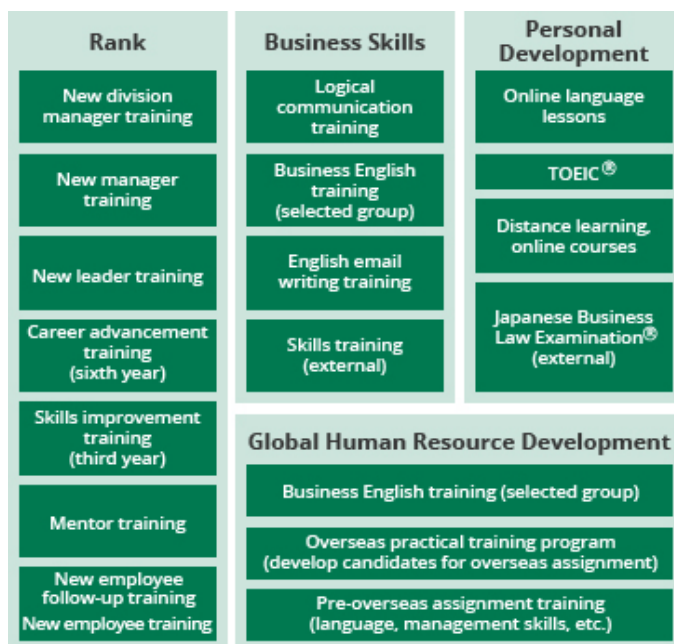 Rank
New division
manager training
New manager
training
New leader training
Career advancement
training
(sixth year)
Skills improvement
training
(third year)
Mentor training
New employee
follow-up training
New employee training
Business Skills
Logical
communication
training
Business English
training
(selected group)
English email
writing training
Skills training
(external)
Personal
Development
Online language
lessons
TOEIC®
Distance learning,
online courses
Japanese Business
Law Examination®
(external)
Global Human Resource Development
Business English training (selected group)
Overseas practical training program
(develop candidates for overseas assignment)
Pre-overseas assignment training
(language, management skills, etc.)